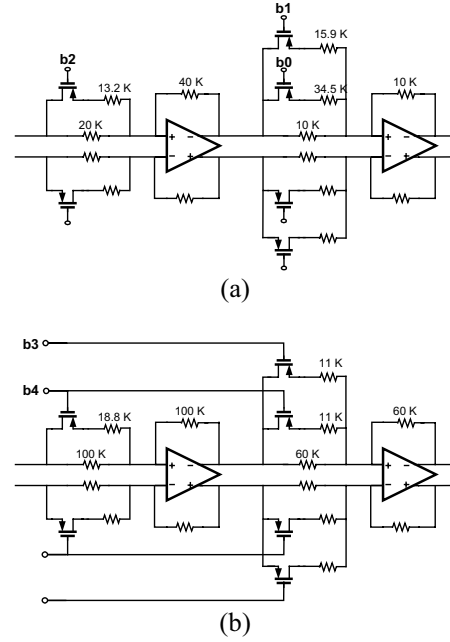 b1
15.9 K
b2
b0
13.2 K
40 K
34.5 K
10 K
20 K
10 K
+ −
+ −
− +
− +
(a)
b3
b4
11 K
18.8 K
100 K
11 K
60 K
100 K
60 K
+ −
+ −
− +
− +
(b)